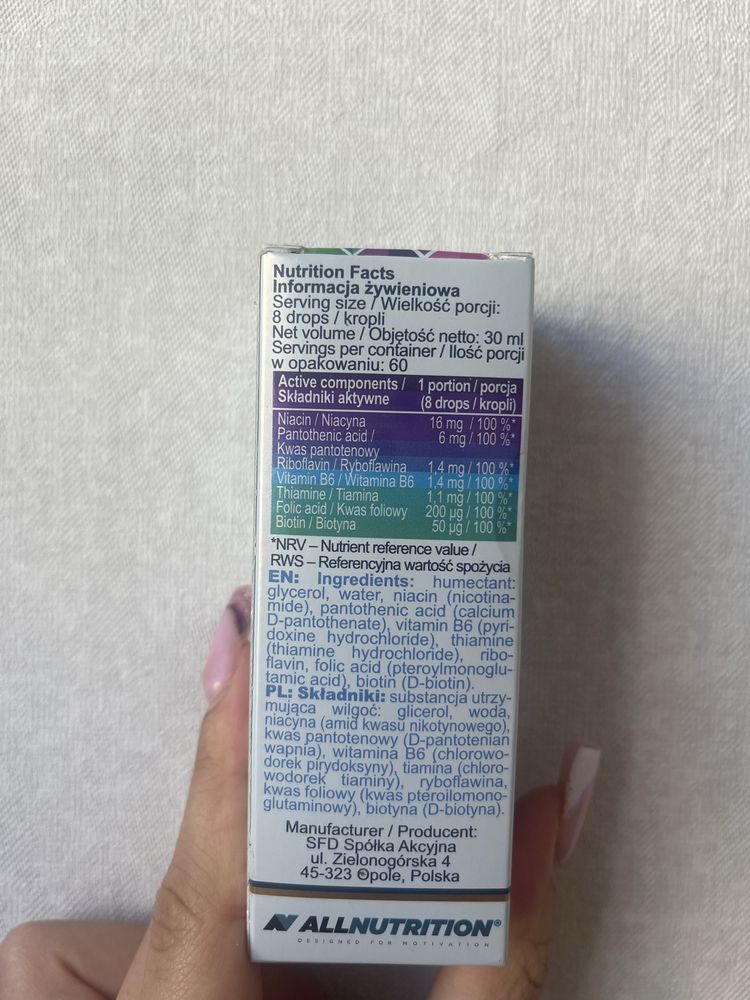 Nutrition Facts
Informacja żywieniowa
Serving size / Wielkość porcji:
8 drops / kropli
Net volume / Objętość netto: 30 ml
Servings per container / Ilość porcji
w opakowaniu: 60
Active components / 1 portion / porcja
Składniki aktywne (8 drops / kropli)
Niacin / Niacyna 16 mg / 100 %*
Pantothenic acid / 6 mg / 100 %*
Kwas pantotenowy
Riboflavin / Ryboflawina 1,4 mg / 100 %*
Vitamin B6 / Witamina B6 1,4 mg / 100 %*
Thiamine / Tiamina 1,1 mg / 100 %*
Folic acid / Kwas foliowy 200 µg / 100 %*
Biotin / Biotyna 50 µg / 100 %*
*NRV – Nutrient reference value /
RWS – Referencyjna wartość spożycia
EN: Ingredients: humectant:
glycerol, water, niacin (nicotina-
mide), pantothenic acid (calcium
D-pantothenate), vitamin B6 (pyri-
doxine hydrochloride), thiamine
(thiamine hydrochloride), ribo-
flavin, folic acid (pteroylmonoglu-
tamic acid), biotin (D-biotin).
PL: Składniki: substancja utrzy-
mująca wilgoć: glicerol, woda,
niacyna (amid kwasu nikotynowego),
kwas pantotenowy (D-pantotenian
wapnia), witamina B6 (chlorowo-
dorek pirydoksyny), tiamina (chloro-
wodorek tiaminy), ryboflawina,
kwas foliowy (kwas pteroilomono-
glutaminowy), biotyna (D-biotyna).
Manufacturer / Producent:
SFD Spółka Akcyjna
ul. Zielonogórska 4
45-323 Opole, Polska
ALLNUTRITION®
DESIGNED FOR MOTIVATION